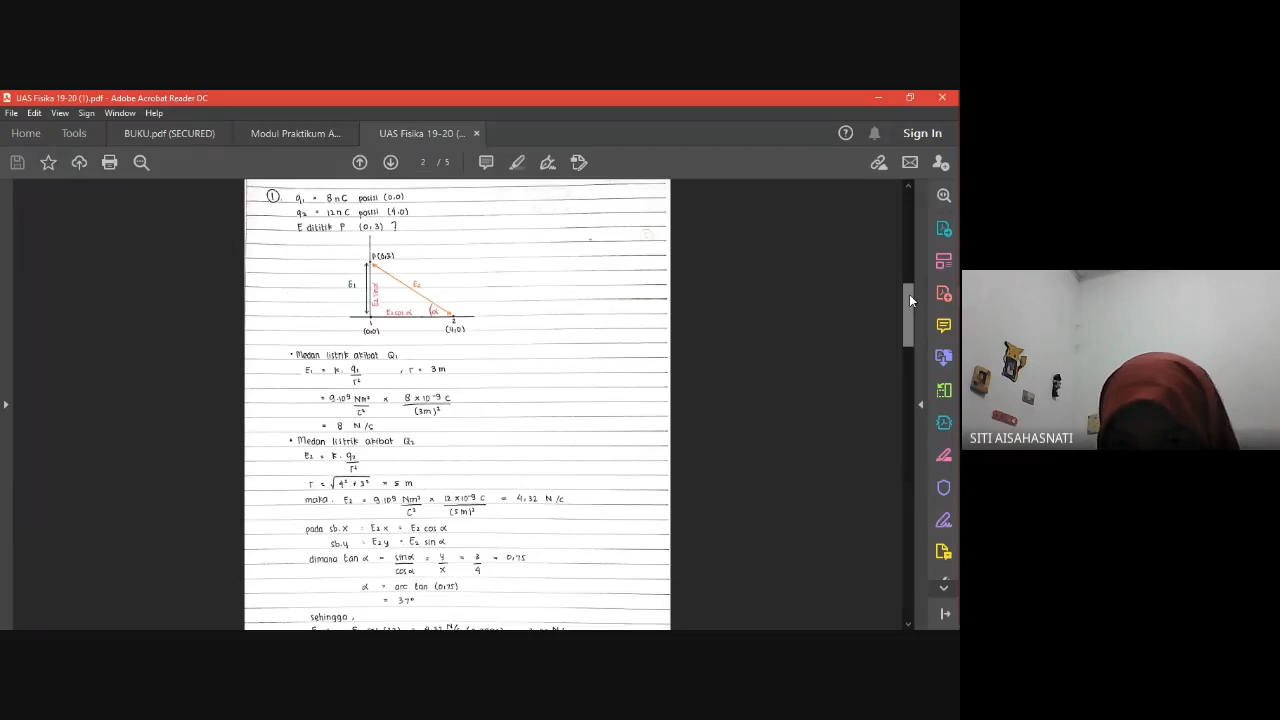 UAS Fisika 19-20 (1).pdf - Adobe Acrobat Reader DC
File Edit View Sign Window Help
Home Tools BUKU.pdf (SECURED) Modul Praktikum A... UAS Fisika 19-20 (... × Sign In
2 / 5
① q₁ = 8 nC posisi (0,0)
q₂ = 12 nC posisi (4,0)
E dititik P (0,3) ?
P(0,3)
E₁ E₂ sin α E₂
E₂ cos α α
1 2
(0,0) (4,0)
• Medan listrik akibat Q₁
E₁ = k. q₁/r² , r = 3 m
= 9.10⁹ Nm²/C² × 8 × 10⁻⁹ C/(3m)²
= 8 N/C
• Medan listrik akibat Q₂
E₂ = k. q₂/r²
r = √4² + 3² = 5 m
maka. E₂ = 9.10⁹ Nm²/C² × 12 × 10⁻⁹ C/(5m)² = 4,32 N/C
pada sb.x : E₂x = E₂ cos α
sb.y : E₂y = E₂ sin α
dimana tan α = sin α/cos α = y/x = 3/4 = 0,75
α = arc tan (0,75)
= 37°
sehingga,
SITI AISAHASNATI